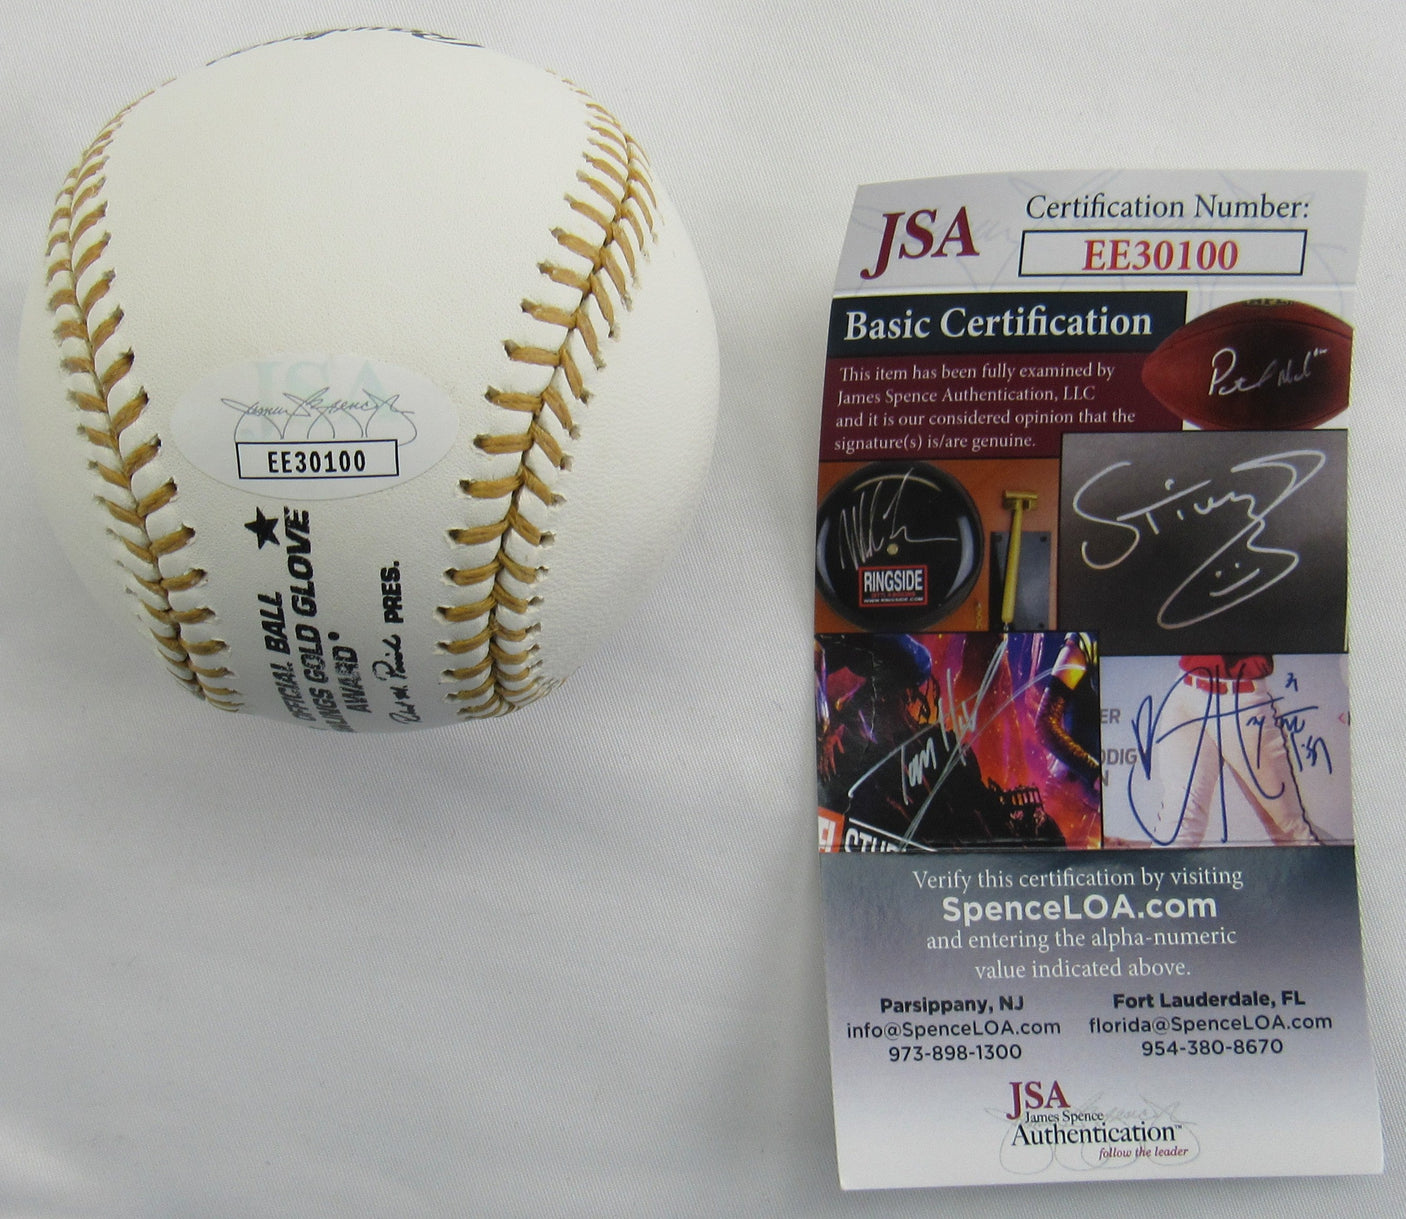 JSA
EE30100
OFFICIAL BALL
GOLD GLOVE
AWARD
PRES.
JSA
Certification Number:
EE30100
Basic Certification
This item has been fully examined by
James Spence Authentication, LLC
and it is our considered opinion that the
signature(s) is/are genuine.
RINGSIDE
Verify this certification by visiting
SpenceLOA.com
and entering the alpha-numeric
value indicated above.
Parsippany, NJ
info@SpenceLOA.com
973-898-1300
Fort Lauderdale, FL
florida@SpenceLOA.com
954-380-8670
JSA
James Spence
Authentication™
follow the leader